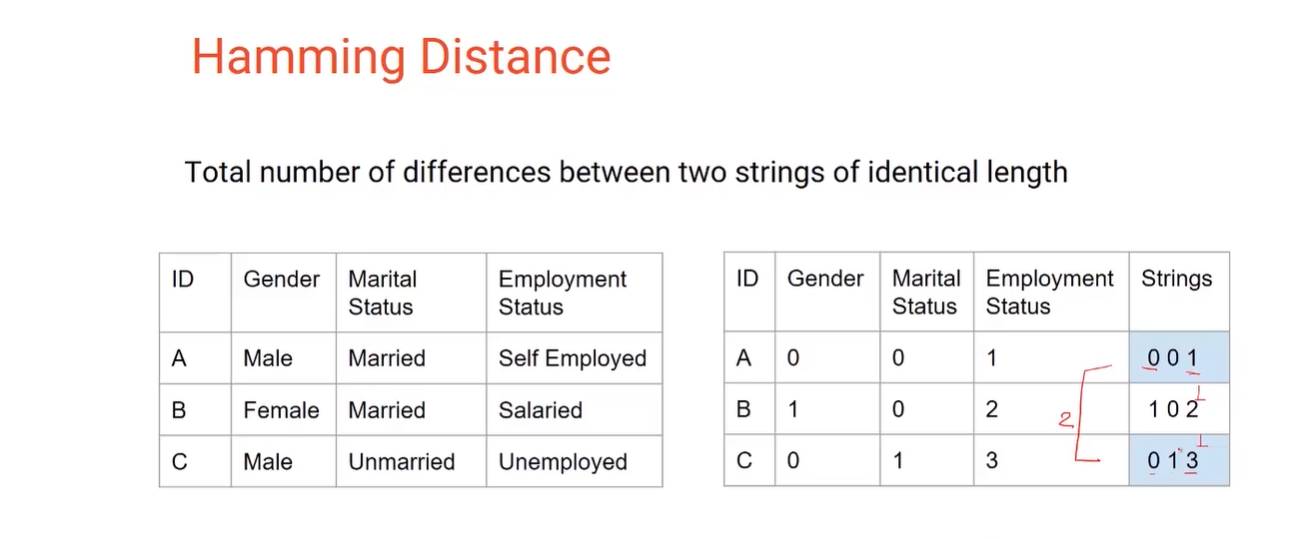 Hamming Distance
Total number of differences between two strings of identical length
ID Gender Marital Status Employment Status
A Male Married Self Employed
B Female Married Salaried
C Male Unmarried Unemployed
ID Gender Marital Status Employment Status Strings
A 0 0 1 0 0 1
B 1 0 2 1 0 2
C 0 1 3 0 1 3
2